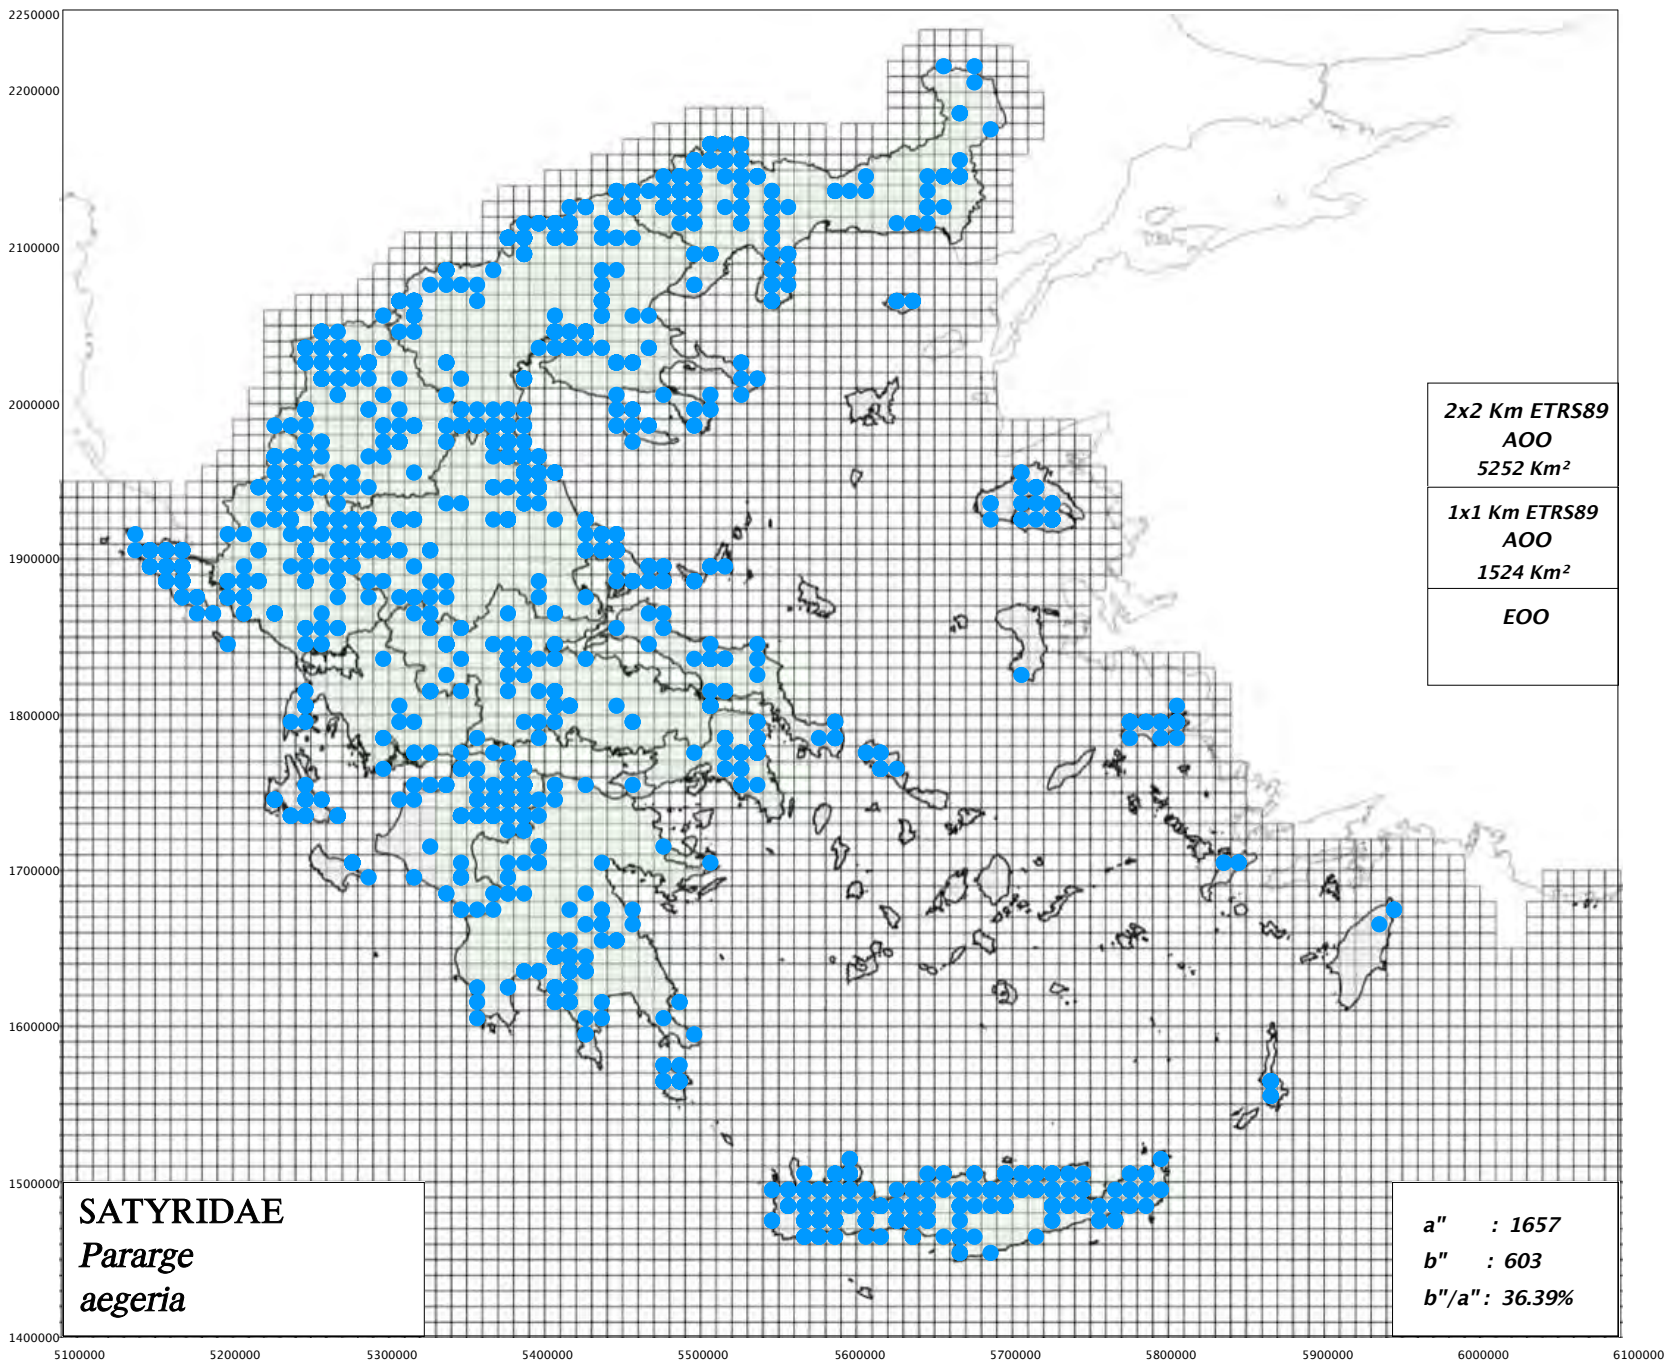 2250000
2200000
2100000
2000000
1900000
1800000
1700000
1600000
1500000
1400000
5100000 5200000 5300000 5400000 5500000 5600000 5700000 5800000 5900000 6000000 6100000
2x2 Km ETRS89
AOO
5252 Km²
1x1 Km ETRS89
AOO
1524 Km²
EOO
SATYRIDAE
Pararge
aegeria
a" : 1657
b" : 603
b"/a" : 36.39%